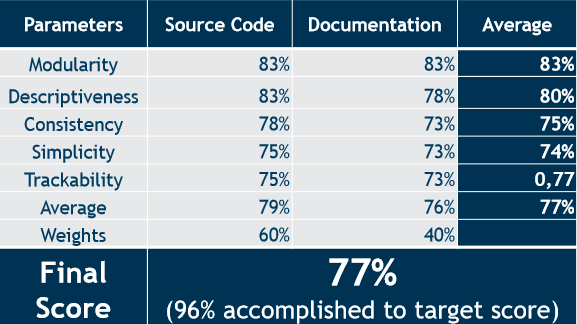 Parameters Source Code Documentation Average
Modularity 83% 83% 83%
Descriptiveness 83% 78% 80%
Consistency 78% 73% 75%
Simplicity 75% 73% 74%
Trackability 75% 73% 0,77
Average 79% 76% 77%
Weights 60% 40%
Final Score 77%
(96% accomplished to target score)